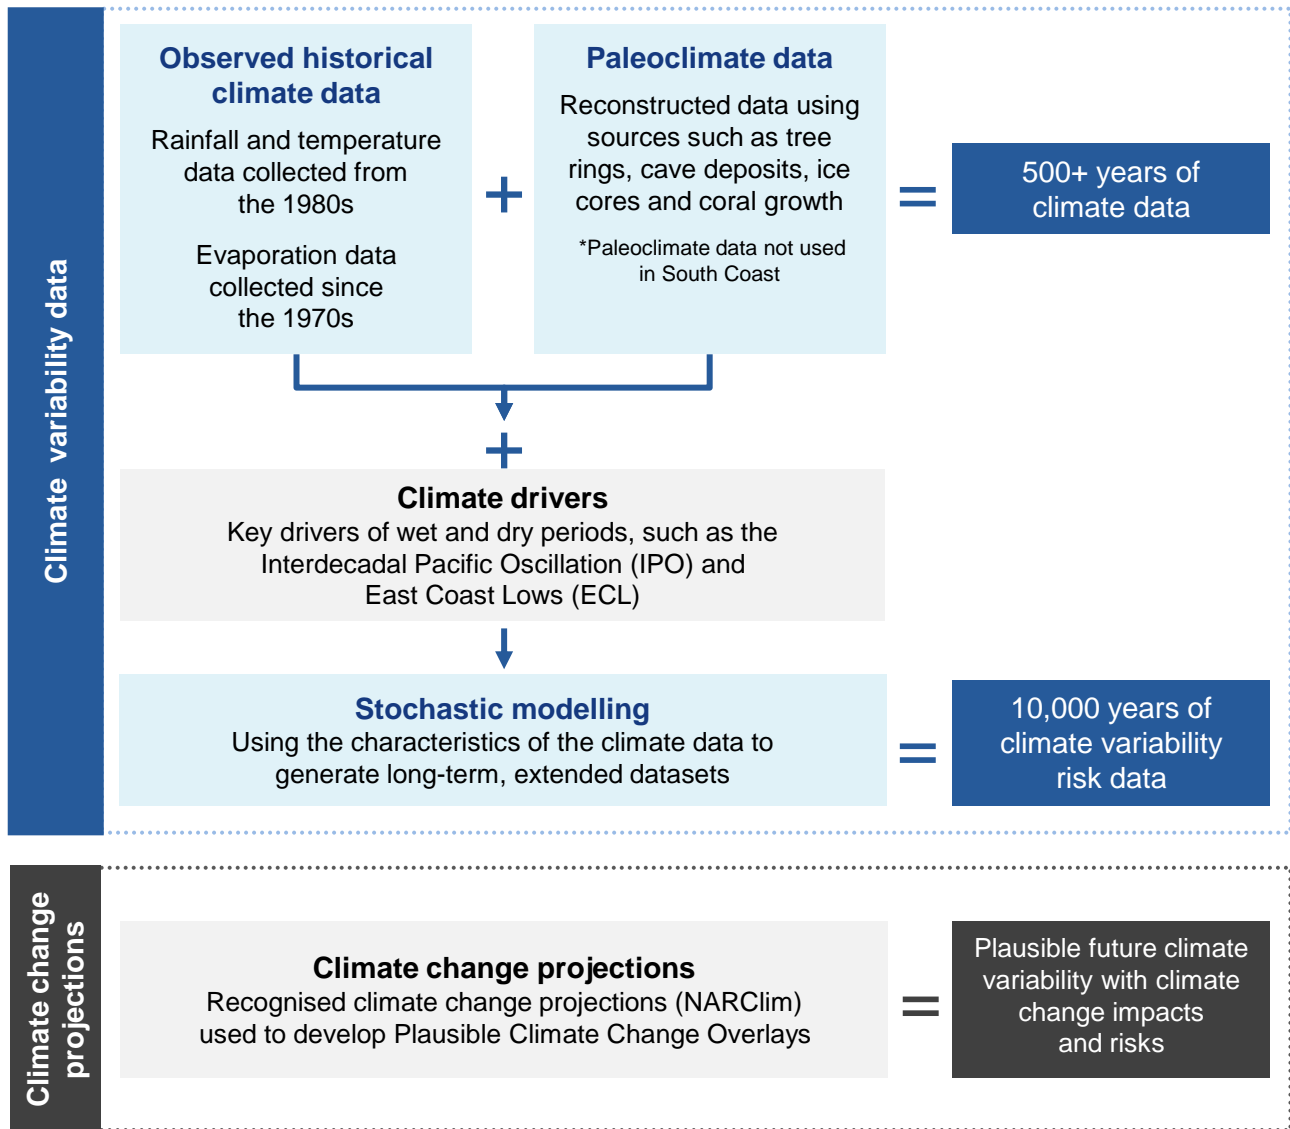 Climate variability data
Observed historical
climate data
Rainfall and temperature
data collected from
the 1980s
Evaporation data
collected since
the 1970s
+
Paleoclimate data
Reconstructed data using
sources such as tree
rings, cave deposits, ice
cores and coral growth
*Paleoclimate data not used
in South Coast
=
500+ years of
climate data
+
Climate drivers
Key drivers of wet and dry periods, such as the
Interdecadal Pacific Oscillation (IPO) and
East Coast Lows (ECL)
Stochastic modelling
Using the characteristics of the climate data to
generate long-term, extended datasets
=
10,000 years of
climate variability
risk data
Climate change
projections
Climate change projections
Recognised climate change projections (NARClim)
used to develop Plausible Climate Change Overlays
=
Plausible future climate
variability with climate
change impacts
and risks